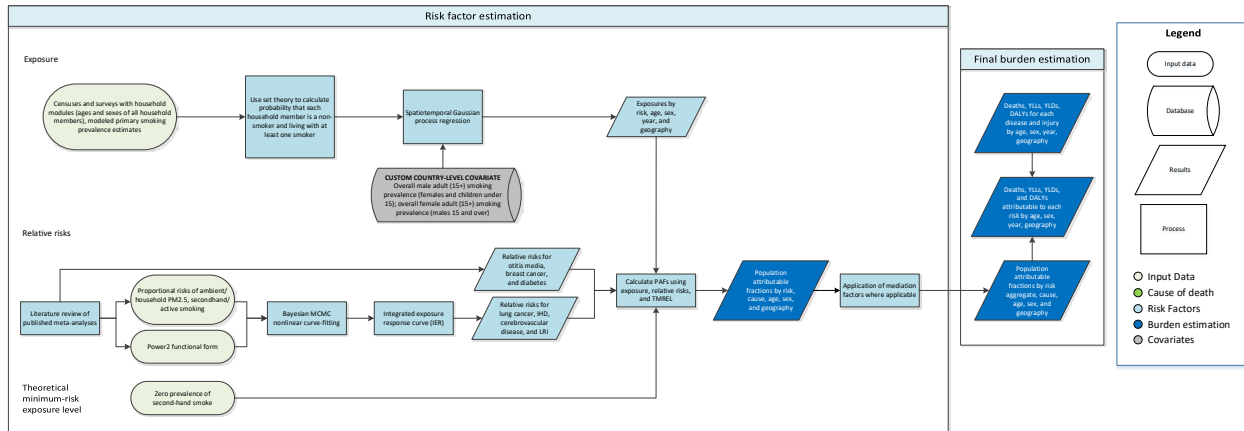 Risk factor estimation
Exposure
Censuses and surveys with household
modules (ages and sexes of all household
members), modeled primary smoking
prevalence estimates
Use set theory to calculate
probability that each
household member is a non-
smoker and living with at
least one smoker
Spatiotemporal Gaussian
process regression
Exposures by
risk, age, sex,
year, and
geography
CUSTOM COUNTRY-LEVEL COVARIATE
Overall male adult (15+) smoking
prevalence (females and children under
15); overall female adult (15+) smoking
prevalence (males 15 and over)
Relative risks
Literature review of
published meta-analyses
Proportional risks of ambient/
household PM2.5, secondhand/
active smoking
Power2 functional form
Bayesian MCMC
nonlinear curve-fitting
Integrated exposure
response curve (IER)
Relative risks for
otitis media,
breast cancer,
and diabetes
Relative risks for
lung cancer, IHD,
cerebrovascular
disease, and LRI
Calculate PAFs using
exposure, relative risks,
and TMREL
Population
attributable
fractions by risk,
cause, age, sex,
and geography
Application of mediation
factors where applicable
Theoretical
minimum-risk
exposure level
Zero prevalence of
second-hand smoke
Final burden estimation
Deaths, YLLs, YLDs,
DALYs for each
disease and injury
by age, sex, year,
geography
Deaths, YLLs, YLDs,
and DALYs
attributable to each
risk by age, sex,
year, geography
Population
attributable
fractions by risk
aggregate, cause,
age, sex, and
geography
Legend
Input data
Database
Results
Process
Input Data
Cause of death
Risk Factors
Burden estimation
Covariates